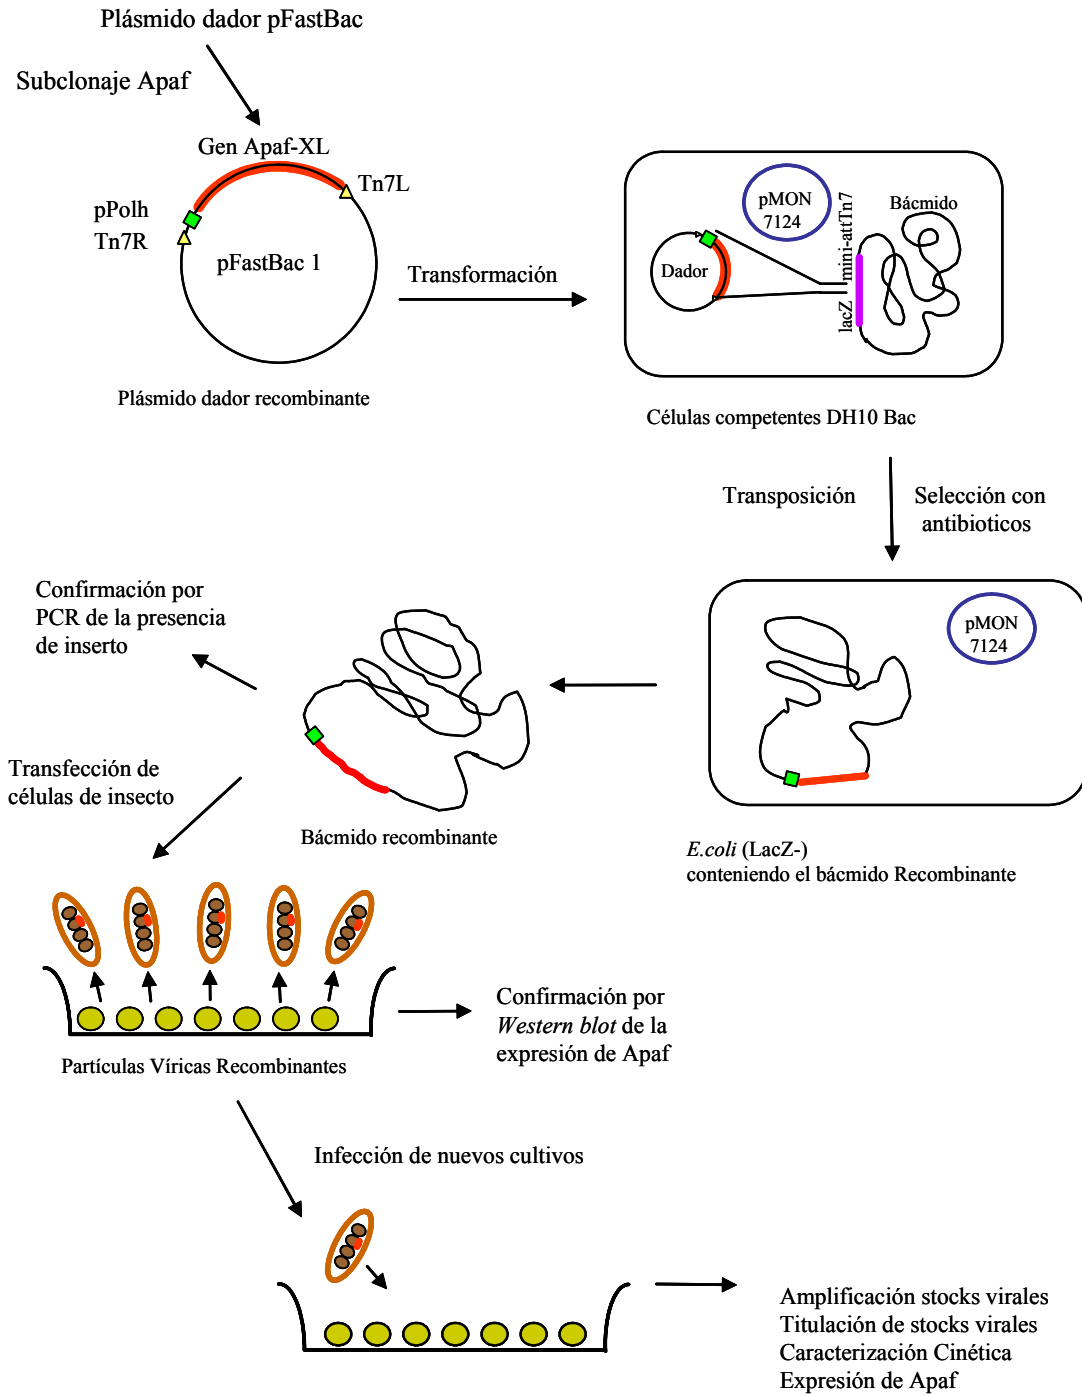 Plásmido dador pFastBac
Subclonaje Apaf
Gen Apaf-XL
Tn7L
pPolh
Tn7R
pFastBac 1
Plásmido dador recombinante
Transformación
pMON
7124
Bácmido
Dador
mini-attTn7
lacZ
Células competentes DH10 Bac
Transposición
Selección con
antibioticos
Confirmación por
PCR de la presencia
de inserto
pMON
7124
Transfección de
células de insecto
Bácmido recombinante
E.coli (LacZ-)
conteniendo el bácmido Recombinante
Confirmación por
Western blot de la
expresión de Apaf
Partículas Víricas Recombinantes
Infección de nuevos cultivos
Amplificación stocks virales
Titulación de stocks virales
Caracterización Cinética
Expresión de Apaf